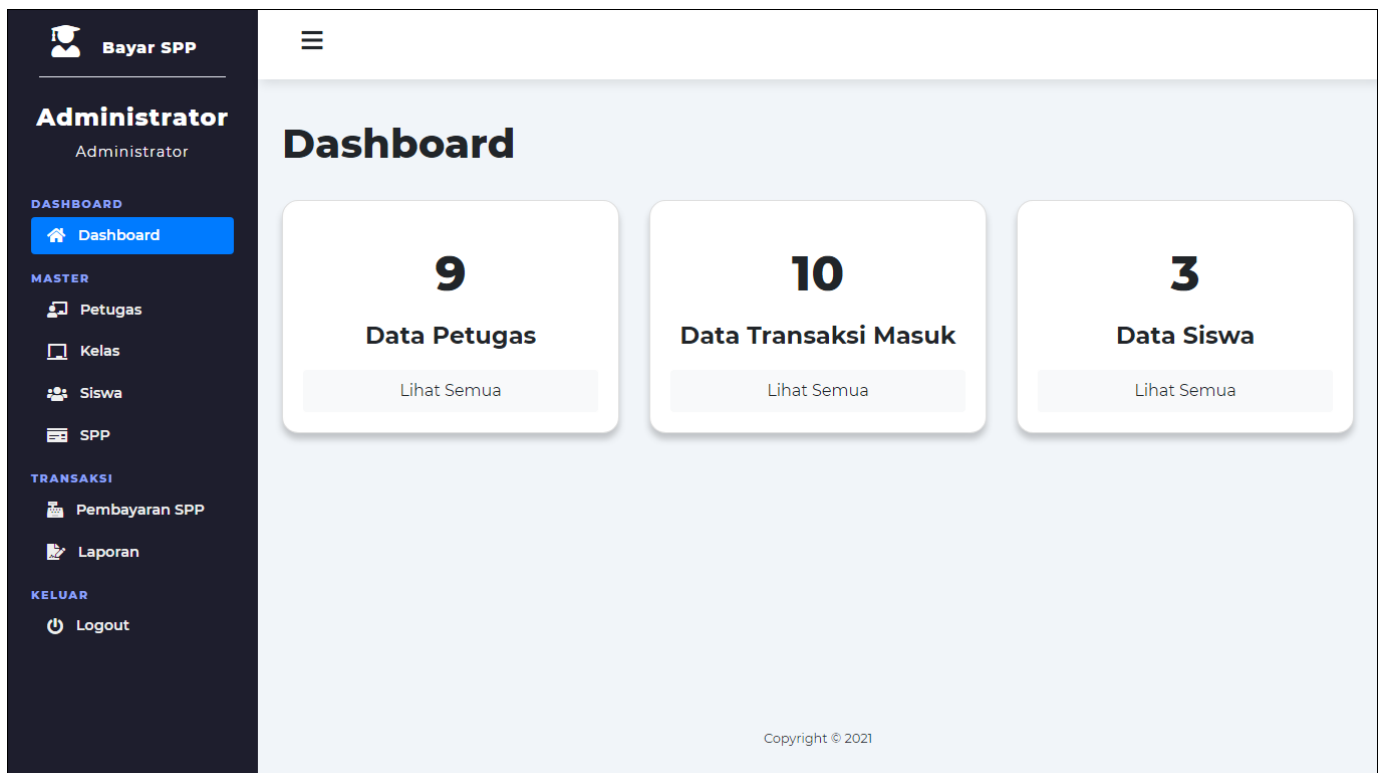 Bayar SPP
Administrator
Administrator
DASHBOARD
Dashboard
MASTER
Petugas
Kelas
Siswa
SPP
TRANSAKSI
Pembayaran SPP
Laporan
KELUAR
Logout
Dashboard
9
Data Petugas
Lihat Semua
10
Data Transaksi Masuk
Lihat Semua
3
Data Siswa
Lihat Semua
Copyright © 2021